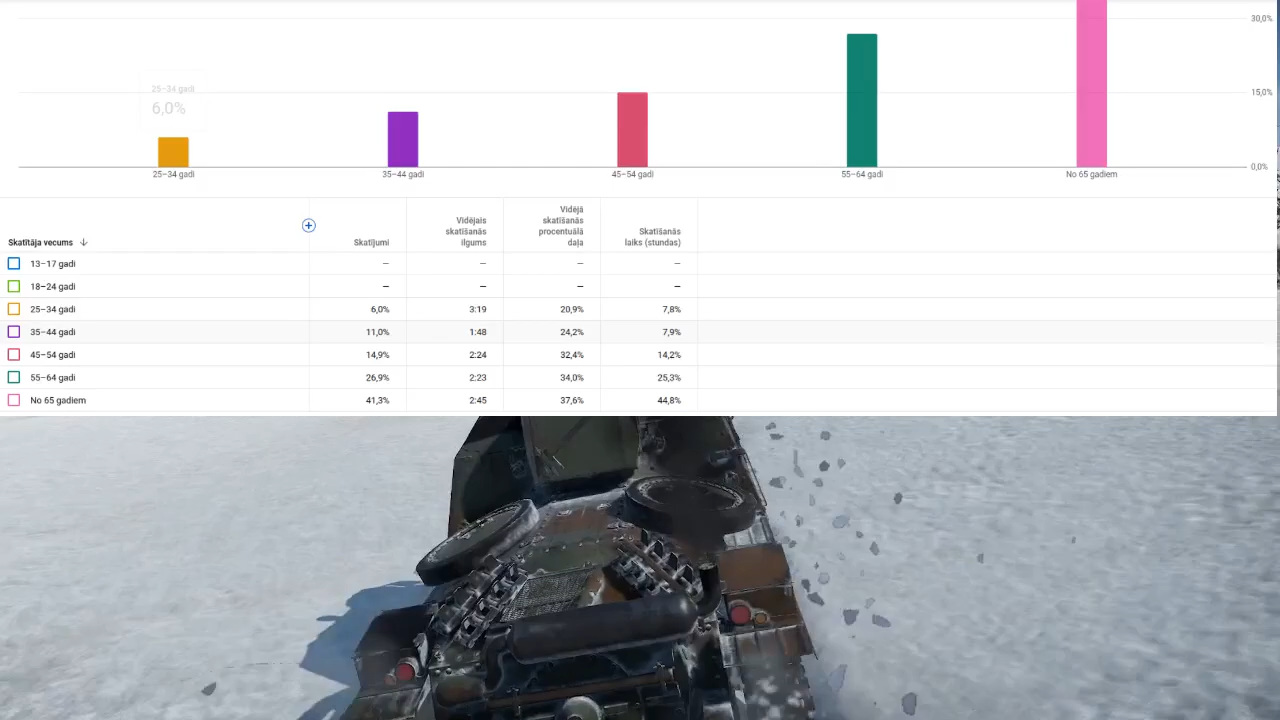 30,0%
25–34 gadi
15,0%
6,0%
0,0%
25–34 gadi 35–44 gadi 45–54 gadi 55–64 gadi No 65 gadiem
Skatītāja vecums Skatījumi Vidējais skatīšanās ilgums Vidējā skatīšanās procentuālā daļa Skatīšanās laiks (stundas)
13–17 gadi — — — —
18–24 gadi — — — —
25–34 gadi 6,0% 3:19 20,9% 7,8%
35–44 gadi 11,0% 1:48 24,2% 7,9%
45–54 gadi 14,9% 2:24 32,4% 14,2%
55–64 gadi 26,9% 2:23 34,0% 25,3%
No 65 gadiem 41,3% 2:45 37,6% 44,8%